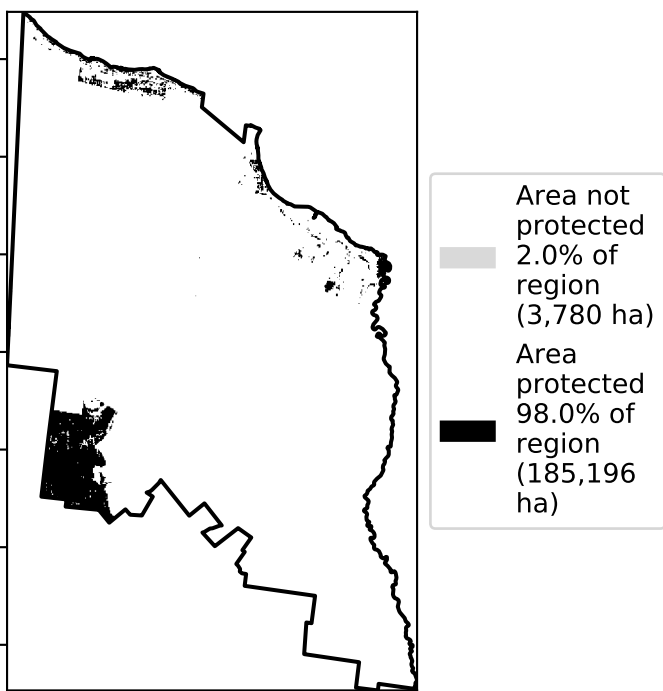 Area not
protected
2.0% of
region
(3,780 ha)
Area
protected
98.0% of
region
(185,196
ha)